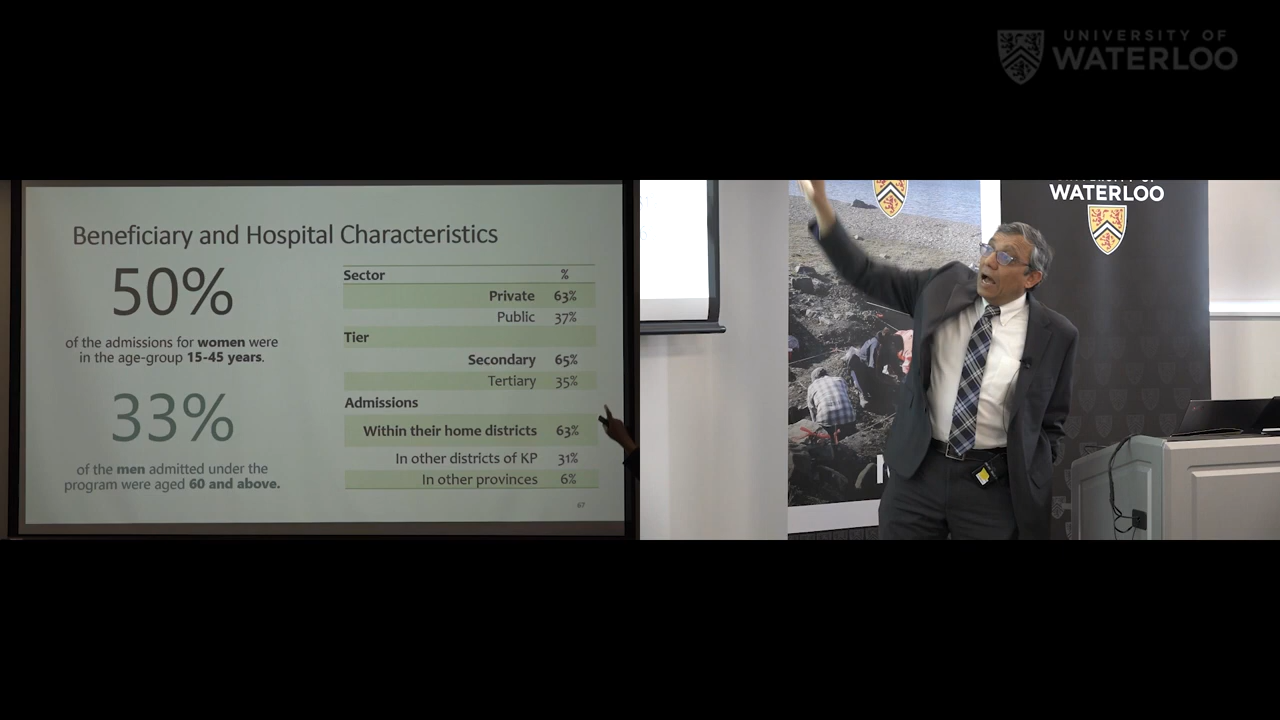 UNIVERSITY OF
WATERLOO
Beneficiary and Hospital Characteristics
50%
of the admissions for women were
in the age-group 15-45 years.
33%
of the men admitted under the
program were aged 60 and above.
Sector %
Private 63%
Public 37%
Tier
Secondary 65%
Tertiary 35%
Admissions
Within their home districts 63%
In other districts of KP 31%
In other provinces 6%
67
WATERLOO